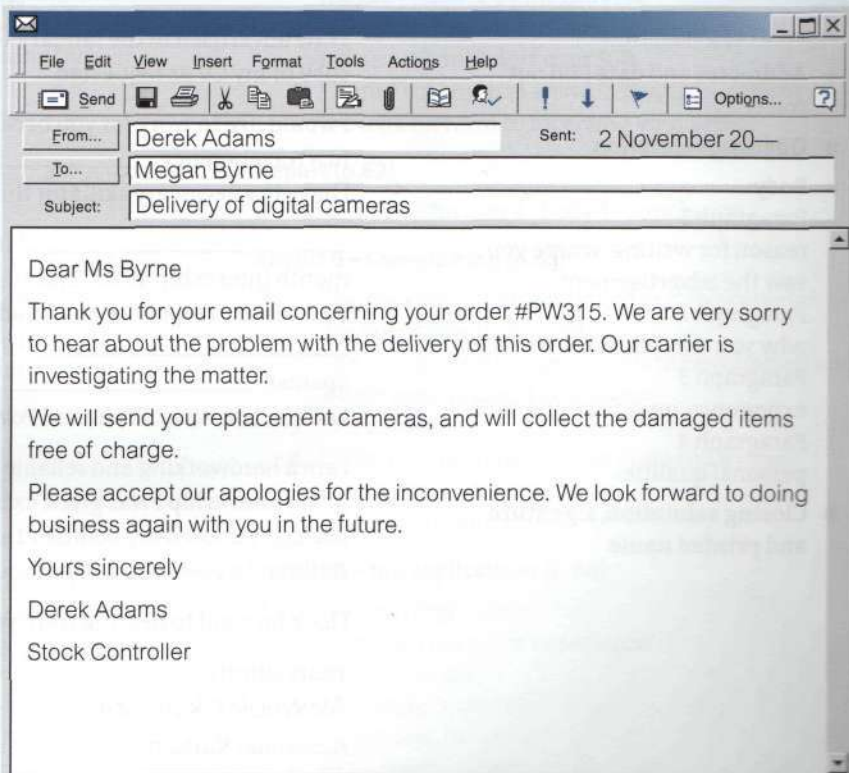 File Edit View Insert Format Tools Actions Help
Send Options...
From... Derek Adams Sent: 2 November 20—
To... Megan Byrne
Subject: Delivery of digital cameras
Dear Ms Byrne
Thank you for your email concerning your order #PW315. We are very sorry
to hear about the problem with the delivery of this order. Our carrier is
investigating the matter.
We will send you replacement cameras, and will collect the damaged items
free of charge.
Please accept our apologies for the inconvenience. We look forward to doing
business again with you in the future.
Yours sincerely
Derek Adams
Stock Controller